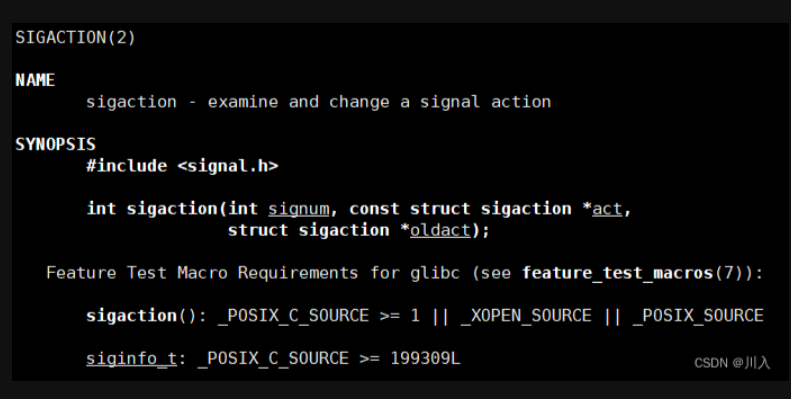 SIGACTION(2)
NAME
sigaction - examine and change a signal action
SYNOPSIS
#include <signal.h>
int sigaction(int signum, const struct sigaction *act,
struct sigaction *oldact);
Feature Test Macro Requirements for glibc (see feature_test_macros(7)):
sigaction(): _POSIX_C_SOURCE >= 1 || _XOPEN_SOURCE || _POSIX_SOURCE
siginfo_t: _POSIX_C_SOURCE >= 199309L
CSDN @川入